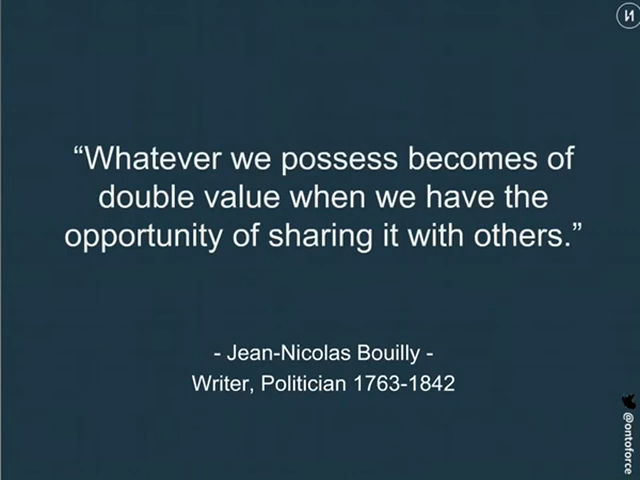 “Whatever we possess becomes of
double value when we have the
opportunity of sharing it with others.”
- Jean-Nicolas Bouilly -
Writer, Politician 1763-1842
@ontoforce